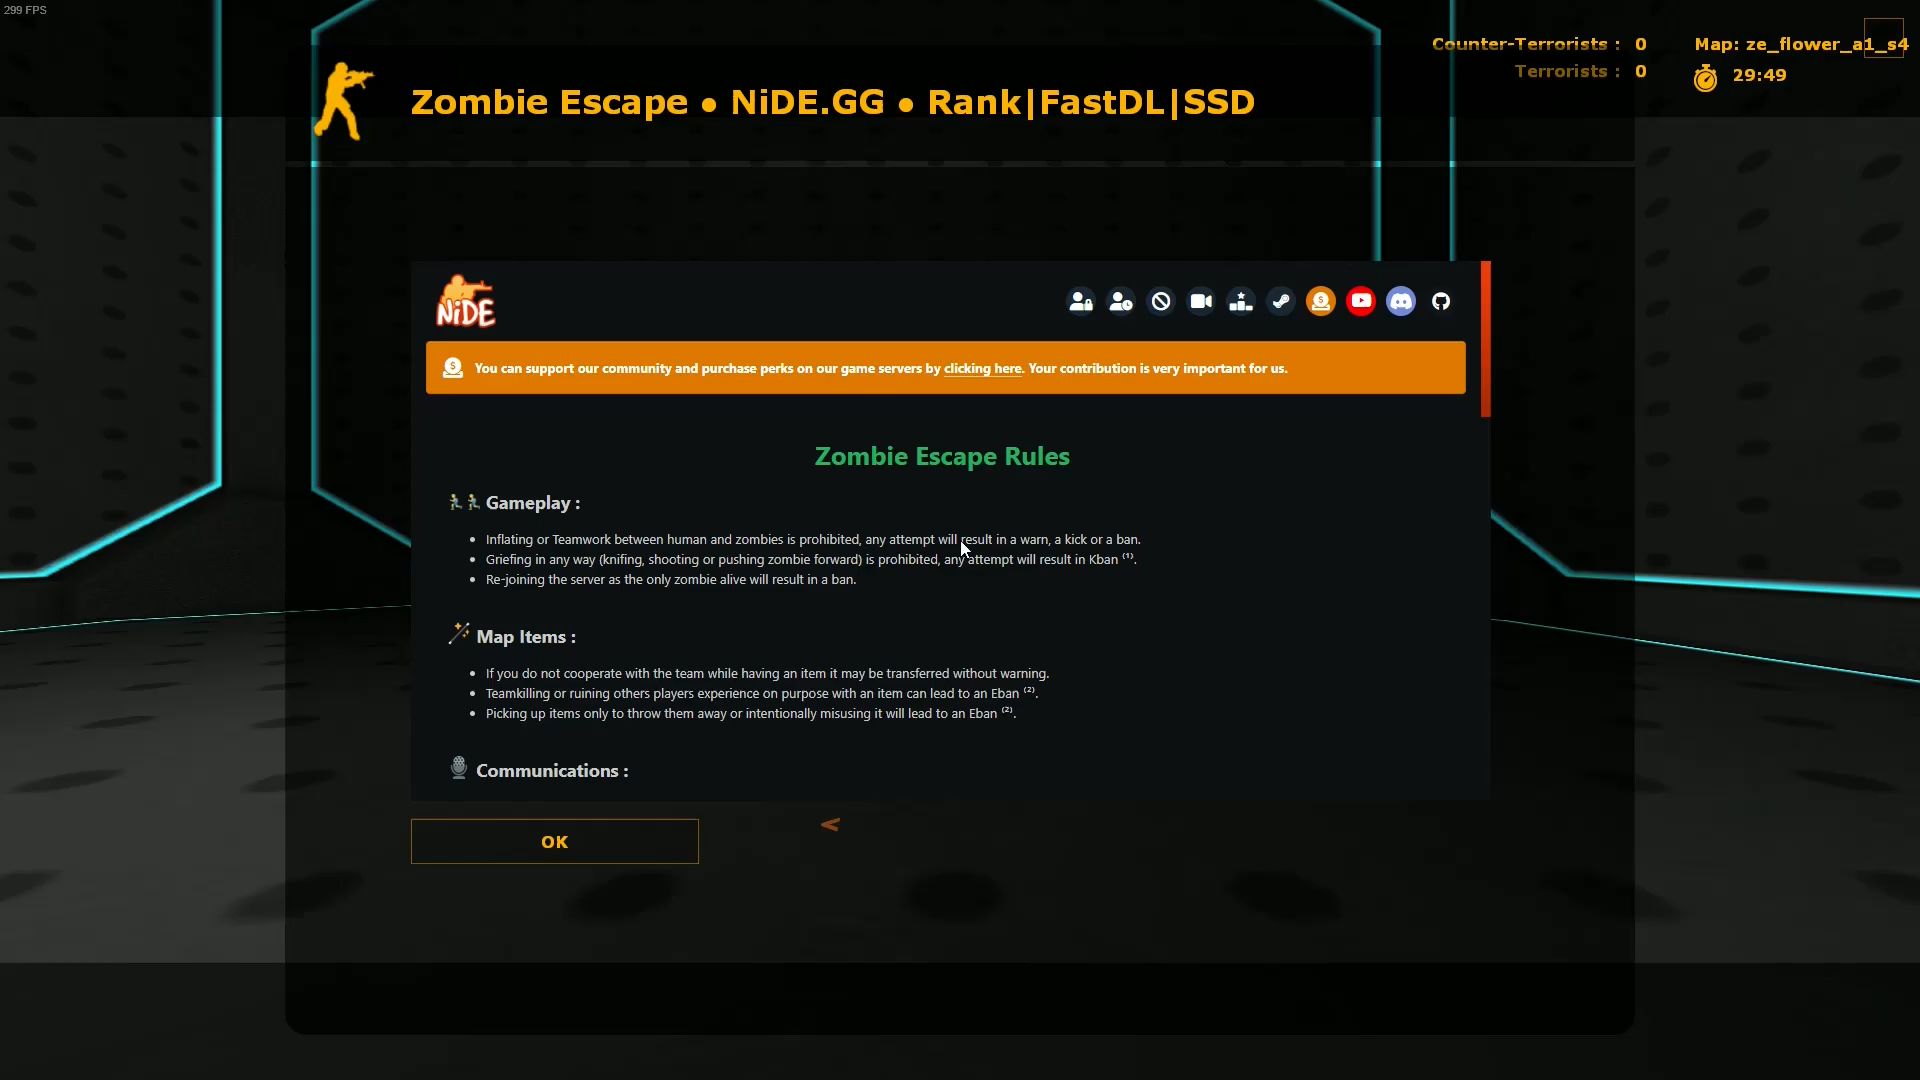 299 FPS
Counter-Terrorists : 0
Terrorists : 0
Map: ze_flower_a1_s4
29:49
Zombie Escape ● NiDE.GG ● Rank|FastDL|SSD
NiDE
You can support our community and purchase perks on our game servers by clicking here. Your contribution is very important for us.
Zombie Escape Rules
Gameplay :
• Inflating or Teamwork between human and zombies is prohibited, any attempt will result in a warn, a kick or a ban.
• Griefing in any way (knifing, shooting or pushing zombie forward) is prohibited, any attempt will result in Kban ⁽¹⁾.
• Re-joining the server as the only zombie alive will result in a ban.
Map Items :
• If you do not cooperate with the team while having an item it may be transferred without warning.
• Teamkilling or ruining others players experience on purpose with an item can lead to an Eban ⁽²⁾.
• Picking up items only to throw them away or intentionally misusing it will lead to an Eban ⁽²⁾.
Communications :
<
OK